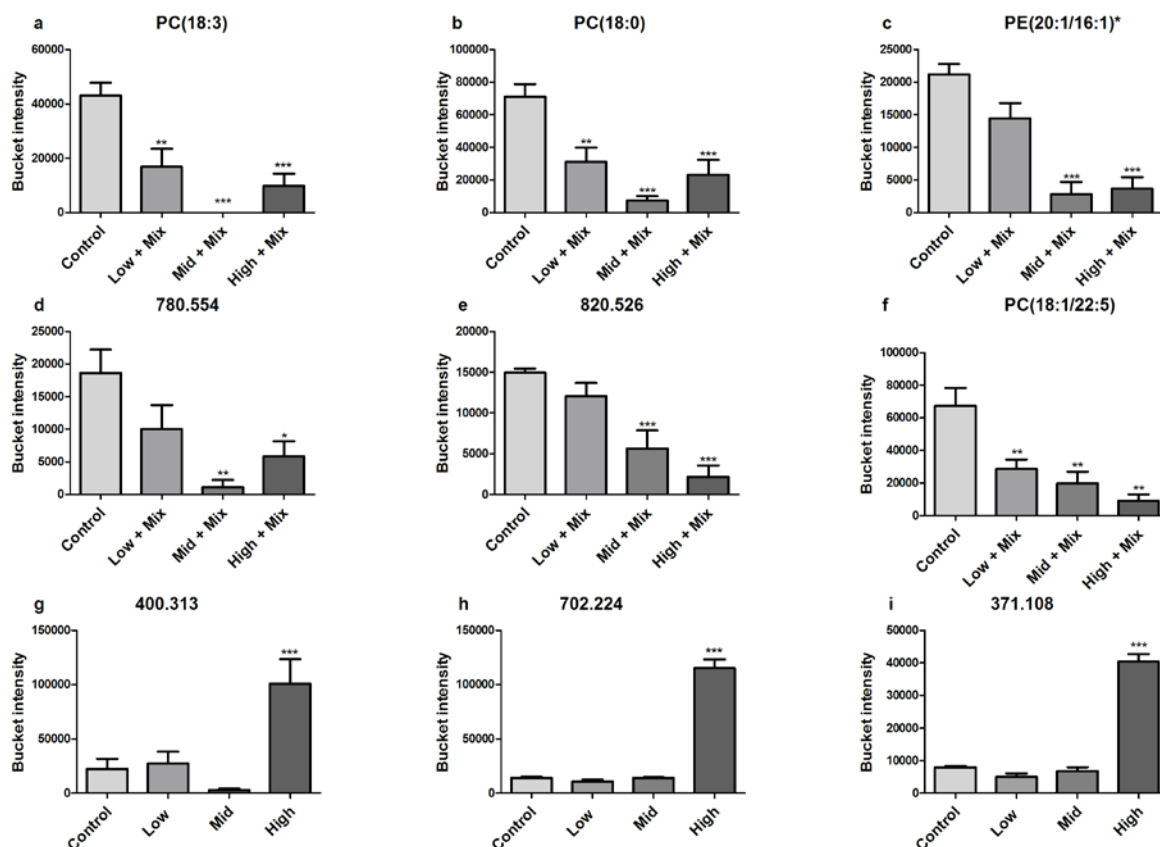 a PC(18:3)
Bucket intensity
60000
40000
20000
0
**
***
***
Control
Low + Mix
Mid + Mix
High + Mix
b PC(18:0)
Bucket intensity
100000
80000
60000
40000
20000
0
**
***
***
Control
Low + Mix
Mid + Mix
High + Mix
c PE(20:1/16:1)*
Bucket intensity
25000
20000
15000
10000
5000
0
***
***
Control
Low + Mix
Mid + Mix
High + Mix
d 780.554
Bucket intensity
25000
20000
15000
10000
5000
0
**
*
Control
Low + Mix
Mid + Mix
High + Mix
e 820.526
Bucket intensity
20000
15000
10000
5000
0
***
***
Control
Low + Mix
Mid + Mix
High + Mix
f PC(18:1/22:5)
Bucket intensity
100000
80000
60000
40000
20000
0
**
**
**
Control
Low + Mix
Mid + Mix
High + Mix
g 400.313
Bucket intensity
150000
100000
50000
0
***
Control
Low
Mid
High
h 702.224
Bucket intensity
150000
100000
50000
0
***
Control
Low
Mid
High
i 371.108
Bucket intensity
50000
40000
30000
20000
10000
0
***
Control
Low
Mid
High